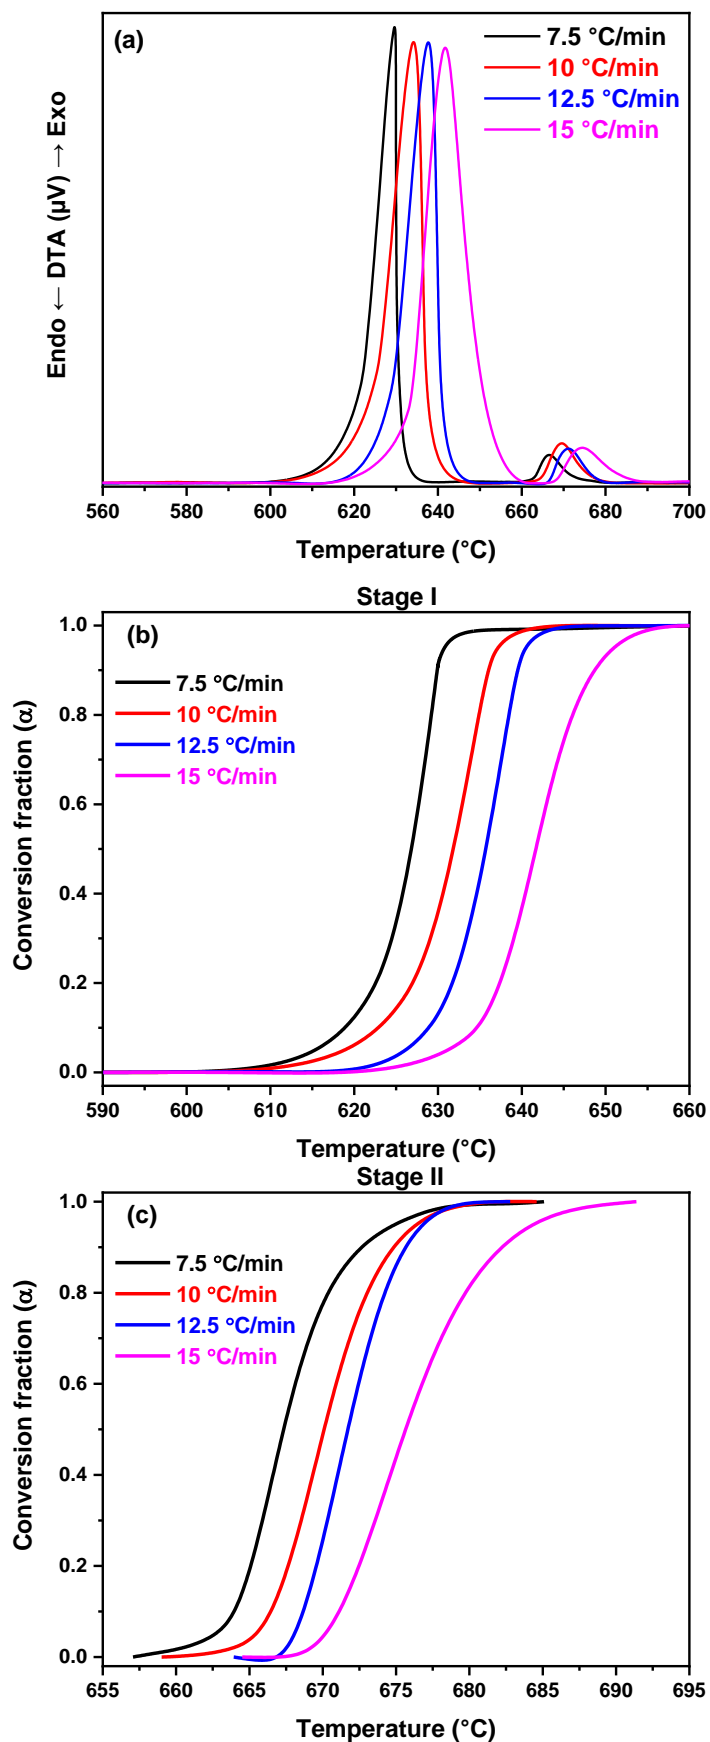 (a)
7.5 °C/min
10 °C/min
12.5 °C/min
15 °C/min
Endo ← DTA (µV) → Exo
560 580 600 620 640 660 680 700
Temperature (°C)
Stage I
(b)
7.5 °C/min
10 °C/min
12.5 °C/min
15 °C/min
Conversion fraction (α)
1.0
0.8
0.6
0.4
0.2
0.0
590 600 610 620 630 640 650 660
Temperature (°C)
Stage II
(c)
7.5 °C/min
10 °C/min
12.5 °C/min
15 °C/min
Conversion fraction (α)
1.0
0.8
0.6
0.4
0.2
0.0
655 660 665 670 675 680 685 690 695
Temperature (°C)